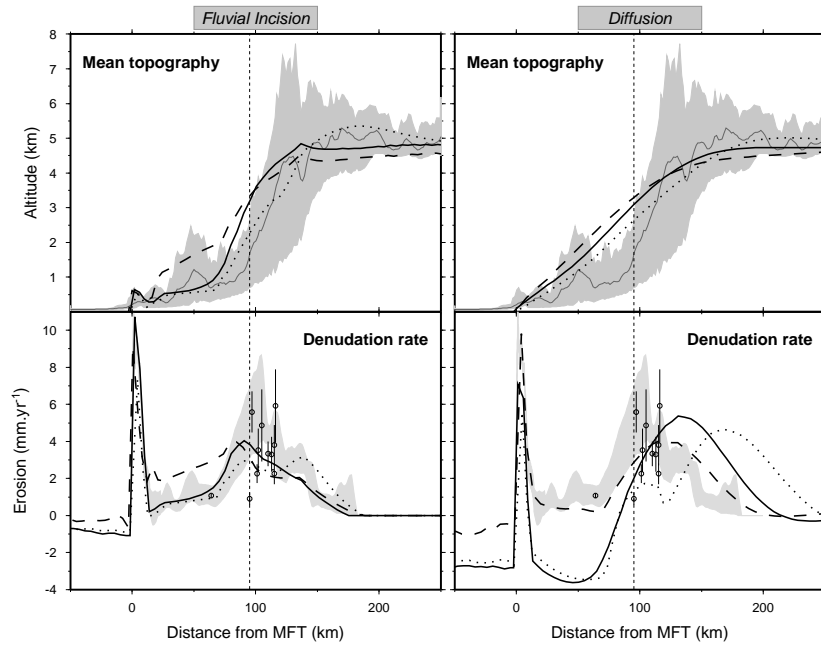 Fluvial Incision
Diffusion
Mean topography
Mean topography
Altitude (km)
8
7
6
5
4
3
2
1
Denudation rate
Denudation rate
Erosion (mm.yr-1)
10
8
6
4
2
0
-2
-4
0
100
200
0
100
200
Distance from MFT (km)
Distance from MFT (km)